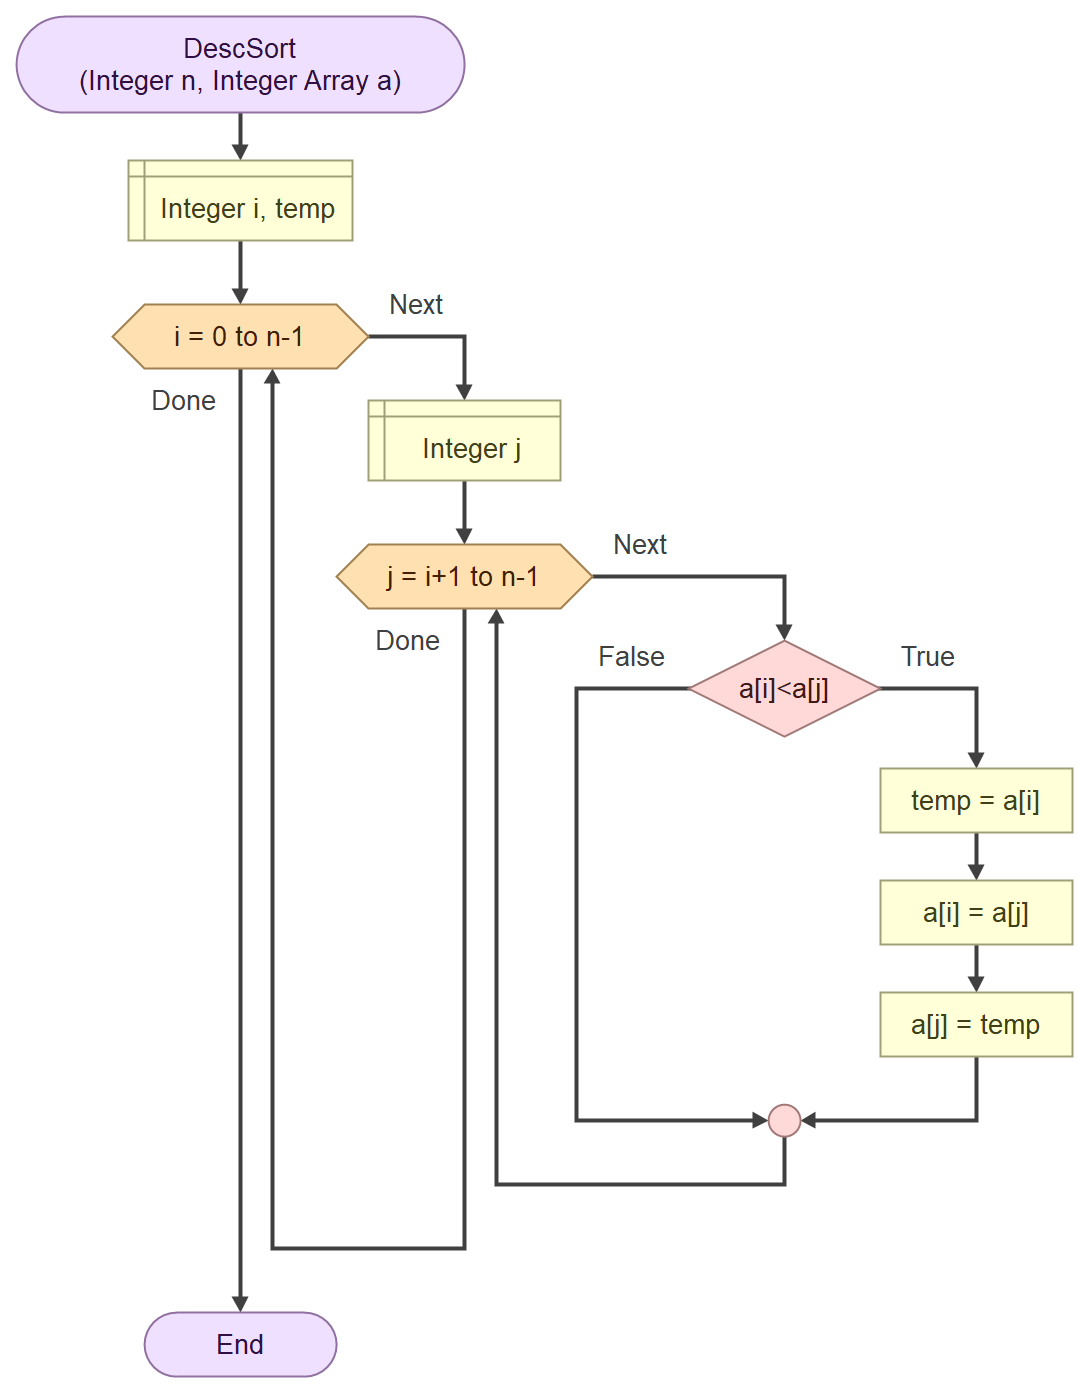 DescSort
(Integer n, Integer Array a)
Integer i, temp
i = 0 to n-1
Next
Done
Integer j
j = i+1 to n-1
Next
Done
False
a[i]<a[j]
True
temp = a[i]
a[i] = a[j]
a[j] = temp
End